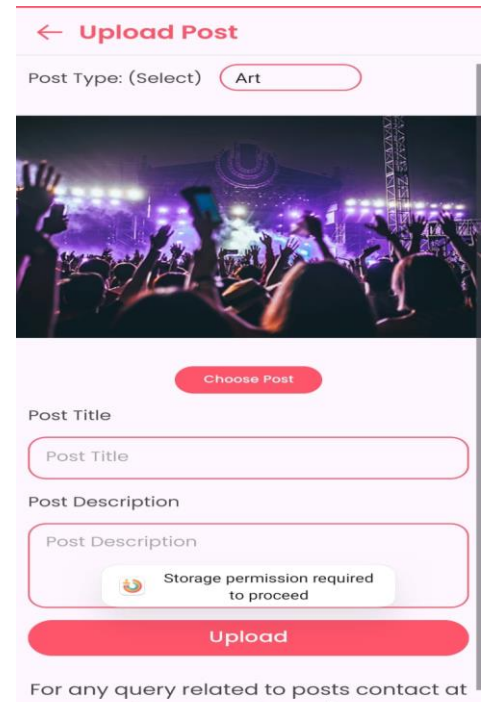 ← Upload Post
Post Type: (Select) Art
Choose Post
Post Title
Post Title
Post Description
Post Description
Storage permission required
to proceed
Upload
For any query related to posts contact at